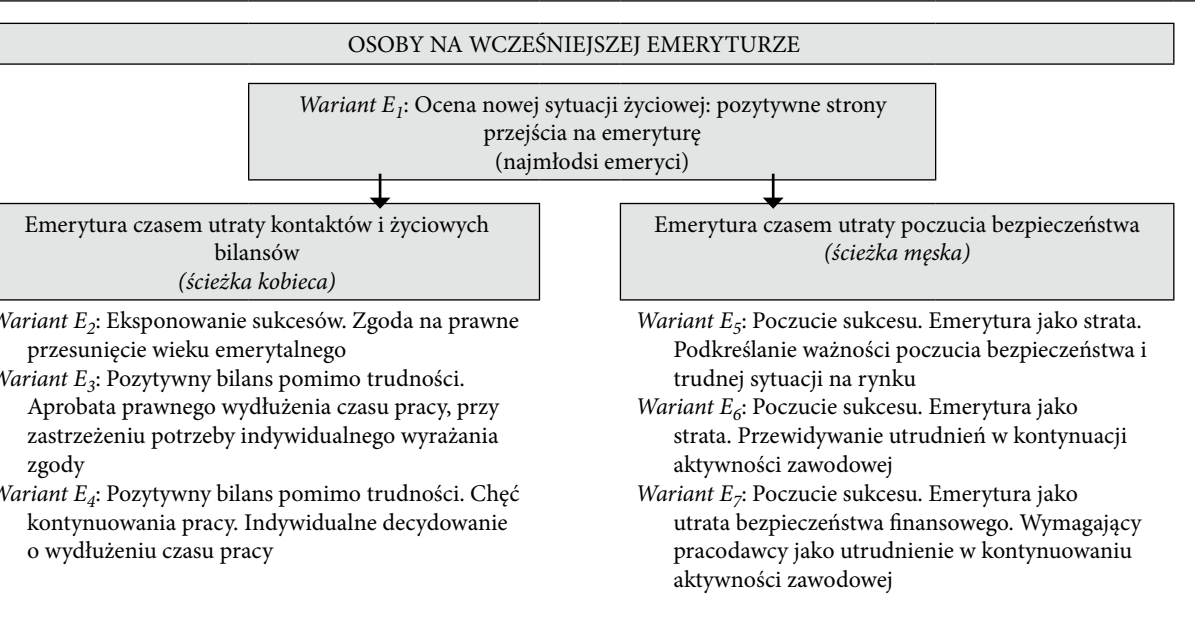 OSOBY NA WCZEŚNIEJSZEJ EMERYTURZE
Wariant E1: Ocena nowej sytuacji życiowej: pozytywne strony
przejścia na emeryturę
(najmłodsi emeryci)
Emerytura czasem utraty kontaktów i życiowych
bilansów
(ścieżka kobieca)
Wariant E2: Eksponowanie sukcesów. Zgoda na prawne
przesunięcie wieku emerytalnego
Wariant E3: Pozytywny bilans pomimo trudności.
Aprobata prawnego wydłużenia czasu pracy, przy
zastrzeżeniu potrzeby indywidualnego wyrażania
zgody
Wariant E4: Pozytywny bilans pomimo trudności. Chęć
kontynuowania pracy. Indywidualne decydowanie
o wydłużeniu czasu pracy
Emerytura czasem utraty poczucia bezpieczeństwa
(ścieżka męska)
Wariant E5: Poczucie sukcesu. Emerytura jako strata.
Podkreślanie ważności poczucia bezpieczeństwa i
trudnej sytuacji na rynku
Wariant E6: Poczucie sukcesu. Emerytura jako
strata. Przewidywanie utrudnień w kontynuacji
aktywności zawodowej
Wariant E7: Poczucie sukcesu. Emerytura jako
utrata bezpieczeństwa finansowego. Wymagający
pracodawcy jako utrudnienie w kontynuowaniu
aktywności zawodowej